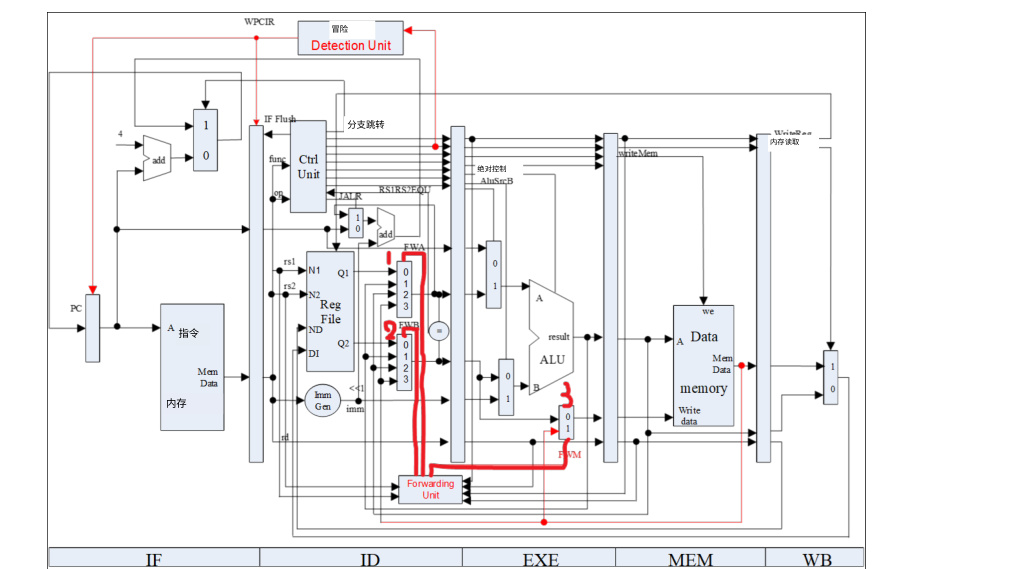 WPCIR
冒险
Detection Unit
4
add
1
0
IF Flush
分支跳转
func
op
Ctrl
Unit
RS1RS2EQU
JALR
1
0
add
绝对控制
AluSrcB
writeMem
WriteReg
内存读取
PC
A 指令
Mem
Data
内存
rs1
rs2
N1
N2
ND
DI
Q1
Q2
Reg
File
1
FWA
0
1
2
3
2
FWB
0
1
2
3
=
Imm
Gen
<<1
imm
rd
0
1
0
1
A
B
result
ALU
3
0
1
FWM
we
A
Data
memory
Mem
Data
Write
data
1
0
Forwarding
Unit
IF
ID
EXE
MEM
WB